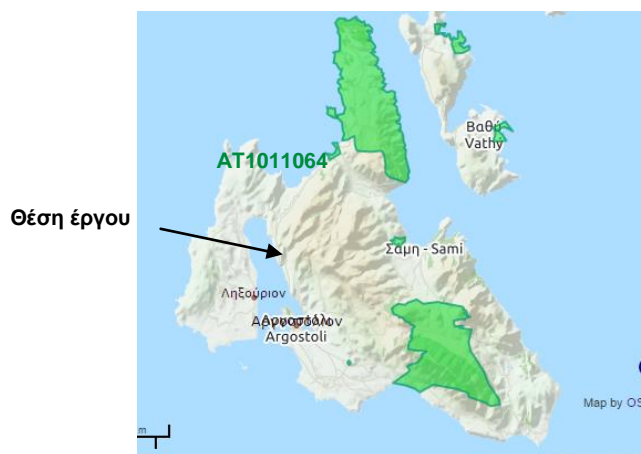 Βαθύ
Vathy
AT1011064
Θέση έργου
Σάμη - Sami
Ληξούριον
Argostoli
Map by OS
m